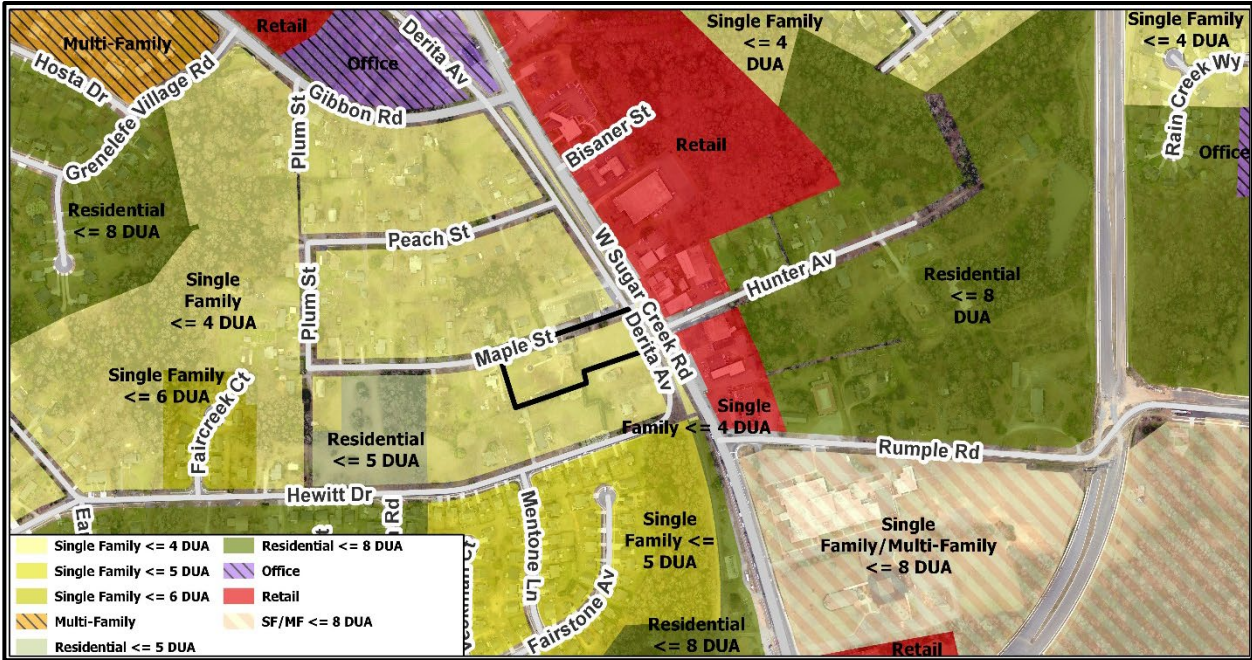 Multi-Family
Retail
Derita Av
Office
Single Family
<= 4
DUA
Single Family
<= 4 DUA
Rain Creek Wy
Office
Hosta Dr
Grenelefe Village Rd
Gibbon Rd
Plum St
Bisaner St
Retail
Residential
<= 8 DUA
Peach St
W Sugar Creek Rd
Hunter Av
Residential
<= 8
DUA
Single
Family
<= 4 DUA
Plum St
Maple St
Derita Av
Single Family
<= 6 DUA
Faircreek Ct
Residential
<= 5 DUA
Single
Family <= 4 DUA
Rumple Rd
Hewitt Dr
Ea
Rd
Mentone Ln
Fairstone Av
Single
Family <=
5 DUA
Single
Family/Multi-Family
<= 8 DUA
Residential
<= 8 DUA
Retail
Single Family <= 4 DUA
Single Family <= 5 DUA
Single Family <= 6 DUA
Multi-Family
Residential <= 5 DUA
Residential <= 8 DUA
Office
Retail
SF/MF <= 8 DUA